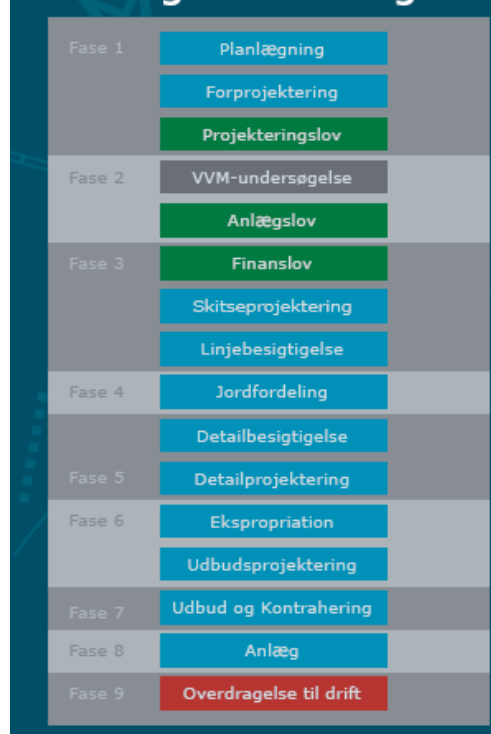 Fase 1
Planlægning
Forprojektering
Projekteringslov
Fase 2
VVM-undersøgelse
Anlægslov
Fase 3
Finanslov
Skitseprojektering
Linjebesigtigelse
Fase 4
Jordfordeling
Detailbesigtigelse
Fase 5
Detailprojektering
Fase 6
Ekspropriation
Udbudsprojektering
Fase 7
Udbud og Kontrahering
Fase 8
Anlæg
Fase 9
Overdragelse til drift